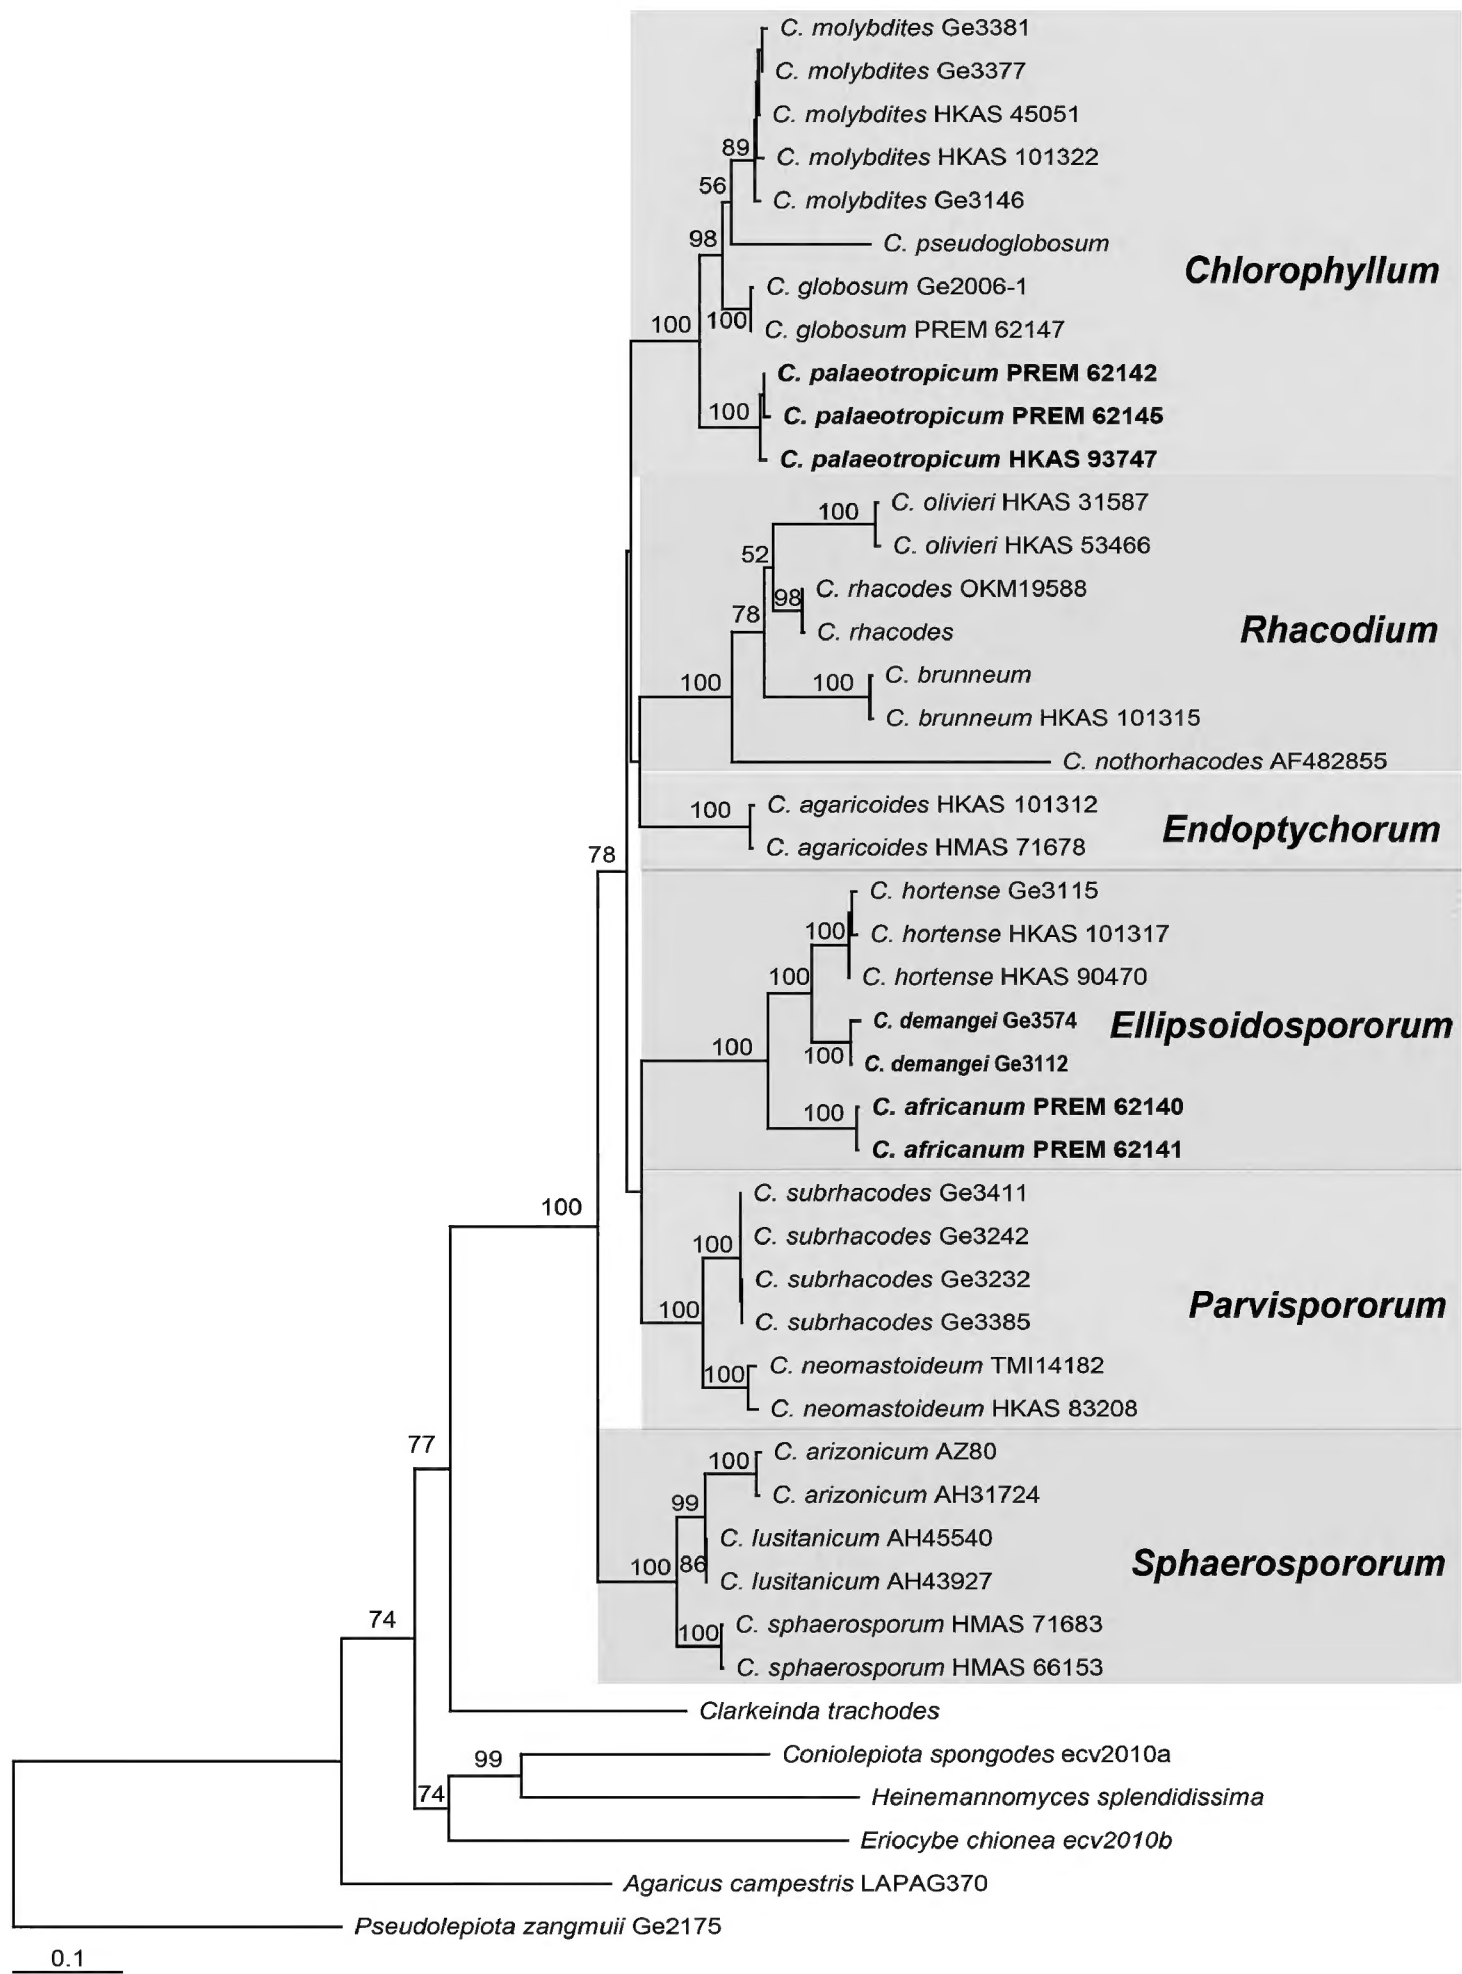 C. molybdites Ge3381
C. molybdites Ge3377
C. molybdites HKAS 45051
89
C. molybdites HKAS 101322
56
C. molybdites Ge3146
98
C. pseudoglobosum
Chlorophyllum
C. globosum Ge2006-1
100
100
C. globosum PREM 62147
C. palaeotropicum PREM 62142
100
C. palaeotropicum PREM 62145
C. palaeotropicum HKAS 93747
C. olivieri HKAS 31587
100
C. olivieri HKAS 53466
52
C. rhacodes OKM19588
98
78
C. rhacodes
Rhacodium
C. brunneum
100
100
C. brunneum HKAS 101315
C. nothorhacodes AF482855
C. agaricoides HKAS 101312
100
Endoptychorum
C. agaricoides HMAS 71678
78
C. hortense Ge3115
100
C. hortense HKAS 101317
100
C. hortense HKAS 90470
C. demangei Ge3574
Ellipsoidospororum
100
100
C. demangei Ge3112
C. africanum PREM 62140
100
C. africanum PREM 62141
C. subrhacodes Ge3411
100
C. subrhacodes Ge3242
100
C. subrhacodes Ge3232
Parvispororum
100
C. subrhacodes Ge3385
C. neomastoideum TMI14182
100
C. neomastoideum HKAS 83208
77
C. arizonicum AZ80
100
C. arizonicum AH31724
99
C. lusitanicum AH45540
Sphaerospororum
100
86
C. lusitanicum AH43927
74
C. sphaerosporum HMAS 71683
100
C. sphaerosporum HMAS 66153
Clarkeinda trachodes
Coniolepiota spongodes ecv2010a
99
74
Heinemannomyces splendidissima
Eriocybe chionea ecv2010b
Agaricus campestris LAPAG370
Pseudolepiota zangmuii Ge2175
0.1